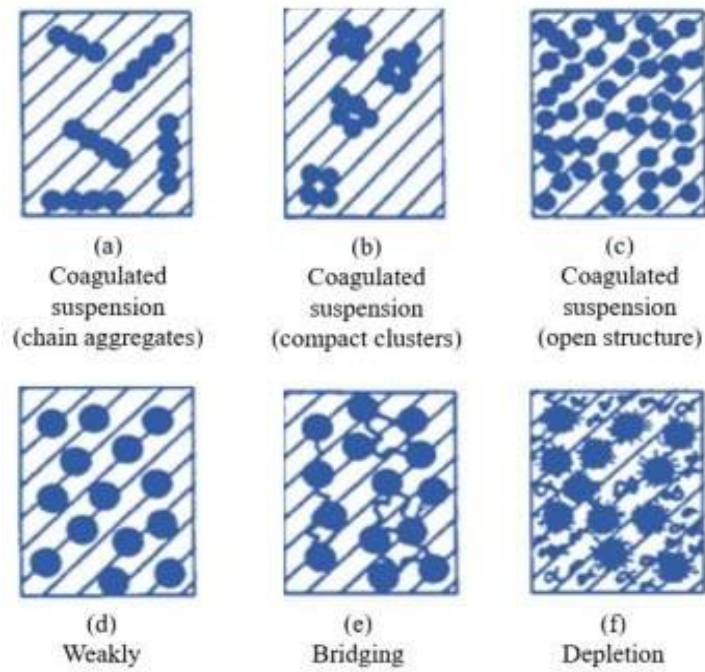 (a)
Coagulated
suspension
(chain aggregates)
(b)
Coagulated
suspension
(compact clusters)
(c)
Coagulated
suspension
(open structure)
(d)
Weakly
(e)
Bridging
(f)
Depletion